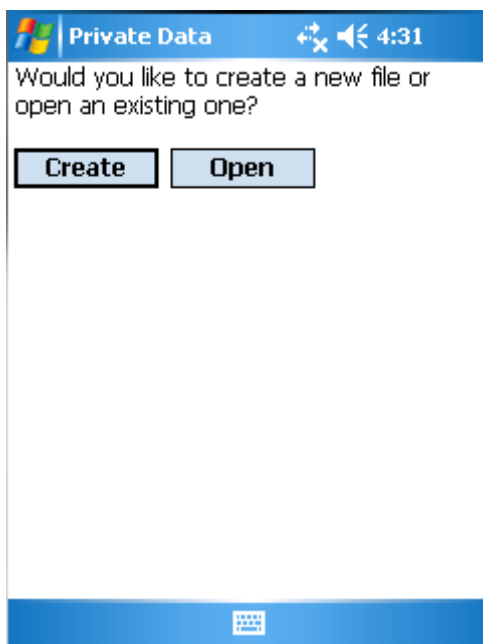 Private Data 4:31
Would you like to create a new file or
open an existing one?
Create Open